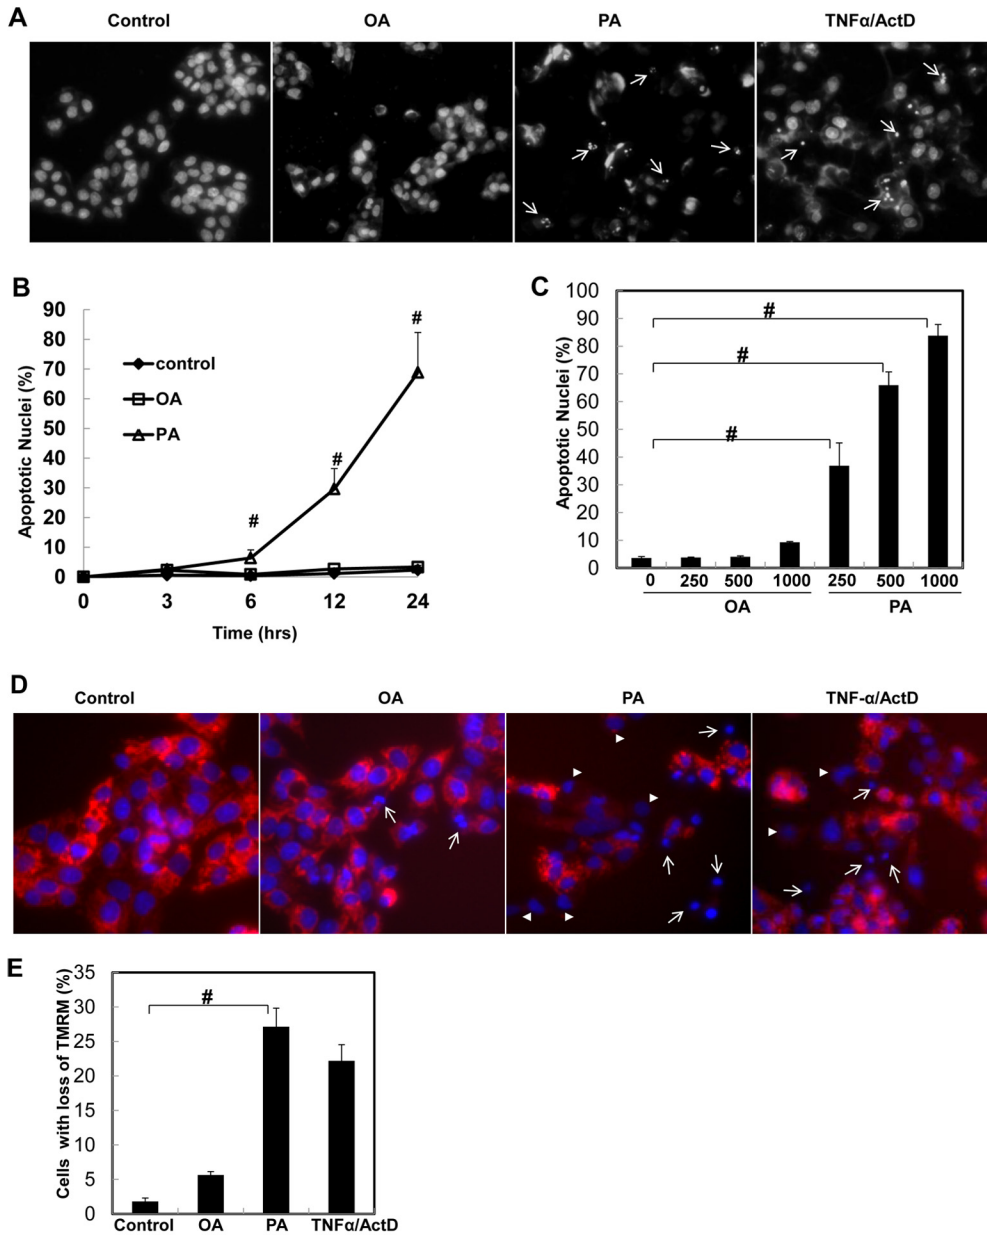 A
Control OA PA TNFα/ActD
B
Apoptotic Nuclei (%)
90
80
70
60
50
40
30
20
10
0
control
OA
PA
# # #
0 3 6 12 24
Time (hrs)
C
Apoptotic Nuclei (%)
100
90
80
70
60
50
40
30
20
10
0
#
#
#
0 250 500 1000 250 500 1000
OA PA
D
Control OA PA TNF-α/ActD
E
Cells with loss of TMRM (%)
35
30
25
20
15
10
5
0
#
Control OA PA TNFα/ActD